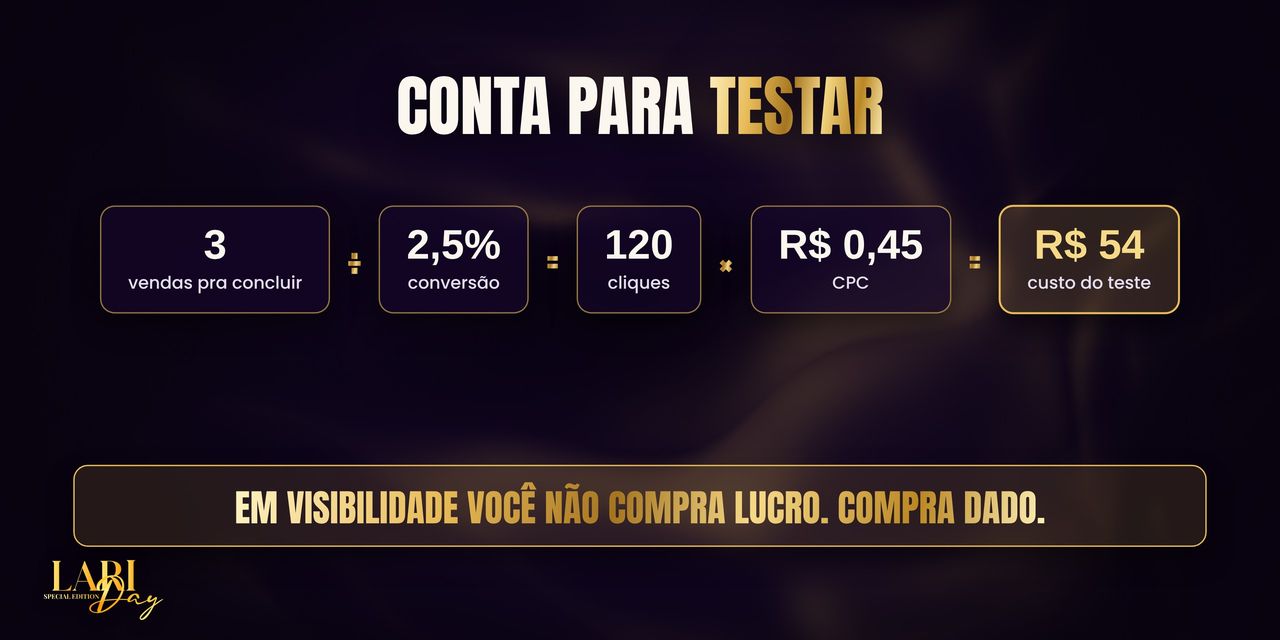 CONTA PARA TESTAR
3 ÷ 2,5% = 120 × R$ 0,45 = R$ 54
vendas pra concluir conversão cliques CPC custo do teste
EM VISIBILIDADE VOCÊ NÃO COMPRA LUCRO. COMPRA DADO.
LARI
SPECIAL EDITION Day